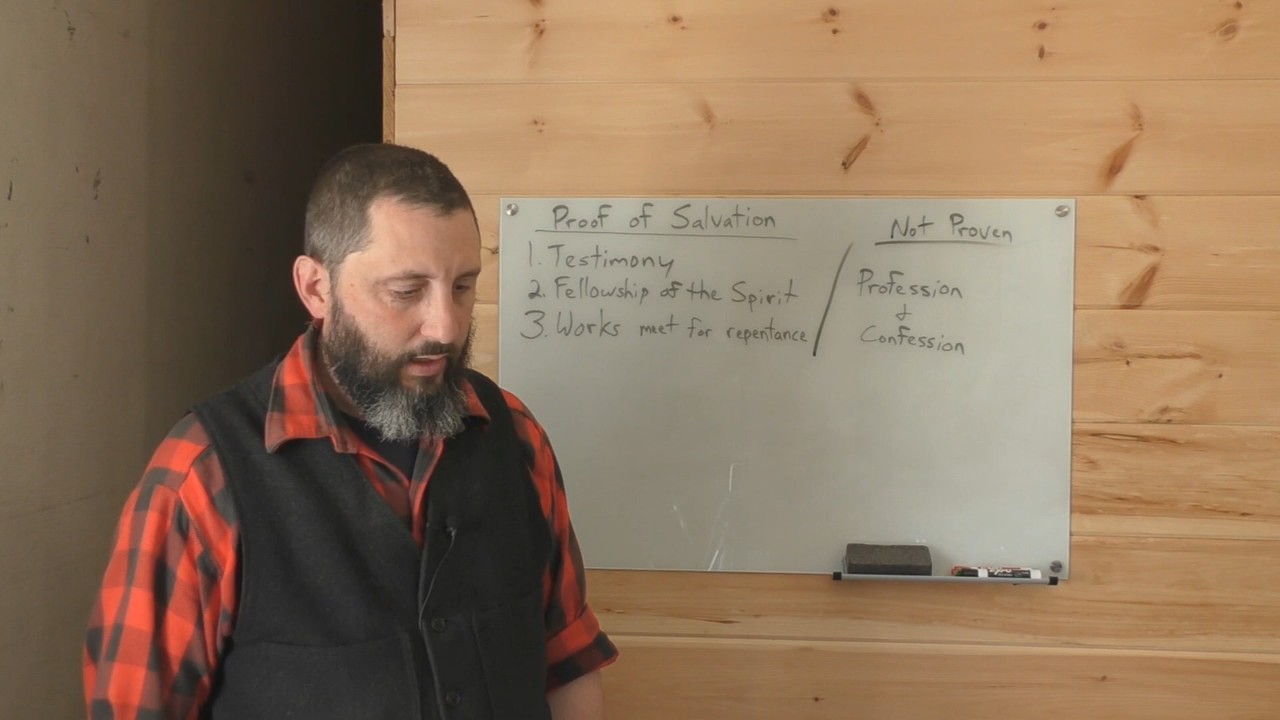 Proof of Salvation
1. Testimony
2. Fellowship of the Spirit
3. Works meet for repentance
Not Proven
Profession
&
Confession